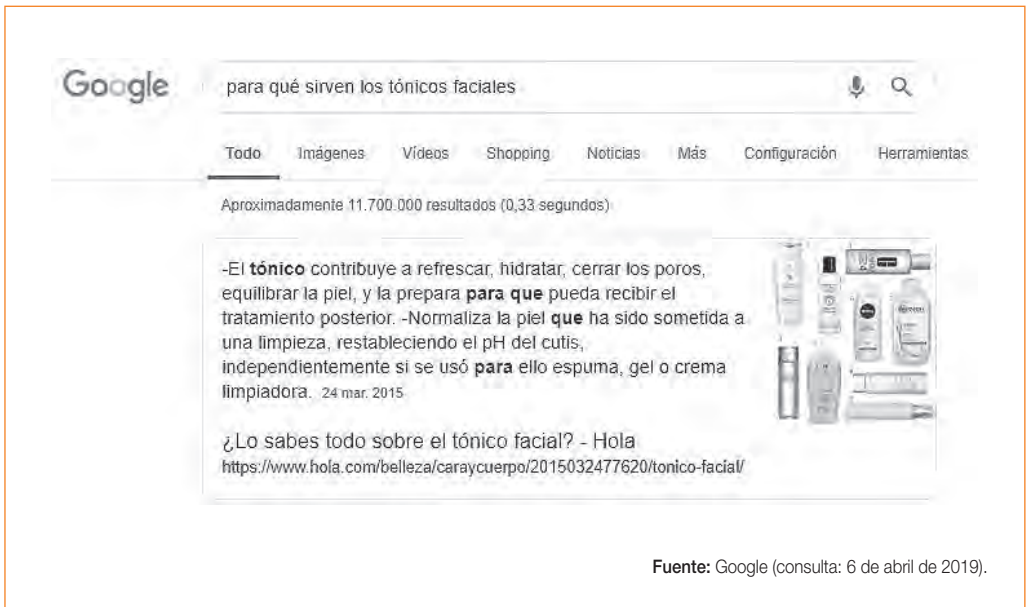 Google
para qué sirven los tónicos faciales
Todo Imágenes Vídeos Shopping Noticias Más Configuración Herramientas
Aproximadamente 11.700.000 resultados (0,33 segundos)
-El tónico contribuye a refrescar, hidratar, cerrar los poros,
equilibrar la piel, y la prepara para que pueda recibir el
tratamiento posterior. -Normaliza la piel que ha sido sometida a
una limpieza, restableciendo el pH del cutis,
independientemente si se usó para ello espuma, gel o crema
limpiadora. 24 mar. 2015
¿Lo sabes todo sobre el tónico facial? - Hola
https://www.hola.com/belleza/caraycuerpo/2015032477620/tonico-facial/
Fuente: Google (consulta: 6 de abril de 2019).